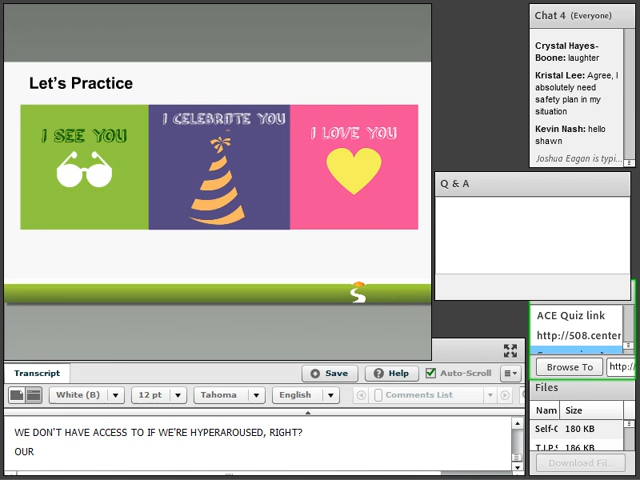 Let's Practice
I SEE YOU
I CELEBRATE YOU
I LOVE YOU
Chat 4 (Everyone)
Crystal Hayes-
Boone: laughter
Kristal Lee: Agree, I
absolutely need
safety plan in my
situation
Kevin Nash: hello
shawn
Joshua Eagan is typi...
Q & A
ACE Quiz link
http://508.center
Browse To
http:/
Files
Nam
Size
Self-C
180 KB
T.I.P.S
186 KB
Download Fil...
Transcript
Save
Help
Auto-Scroll
White (B)
12 pt
Tahoma
English
Comments List
WE DON'T HAVE ACCESS TO IF WE'RE HYPERAROUSED, RIGHT?
OUR